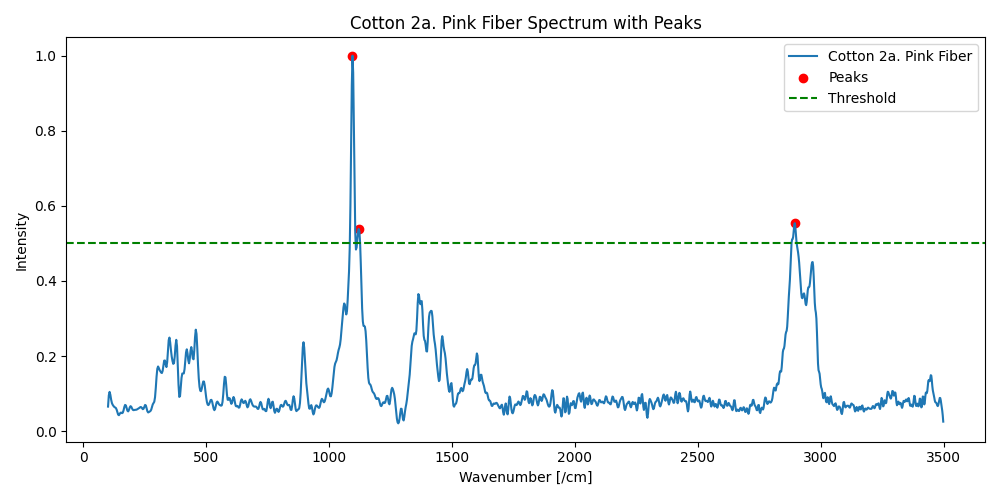 Cotton 2a. Pink Fiber Spectrum with Peaks
Cotton 2a. Pink Fiber
Peaks
Threshold
Intensity
1.0
0.8
0.6
0.4
0.2
0.0
0 500 1000 1500 2000 2500 3000 3500
Wavenumber [/cm]